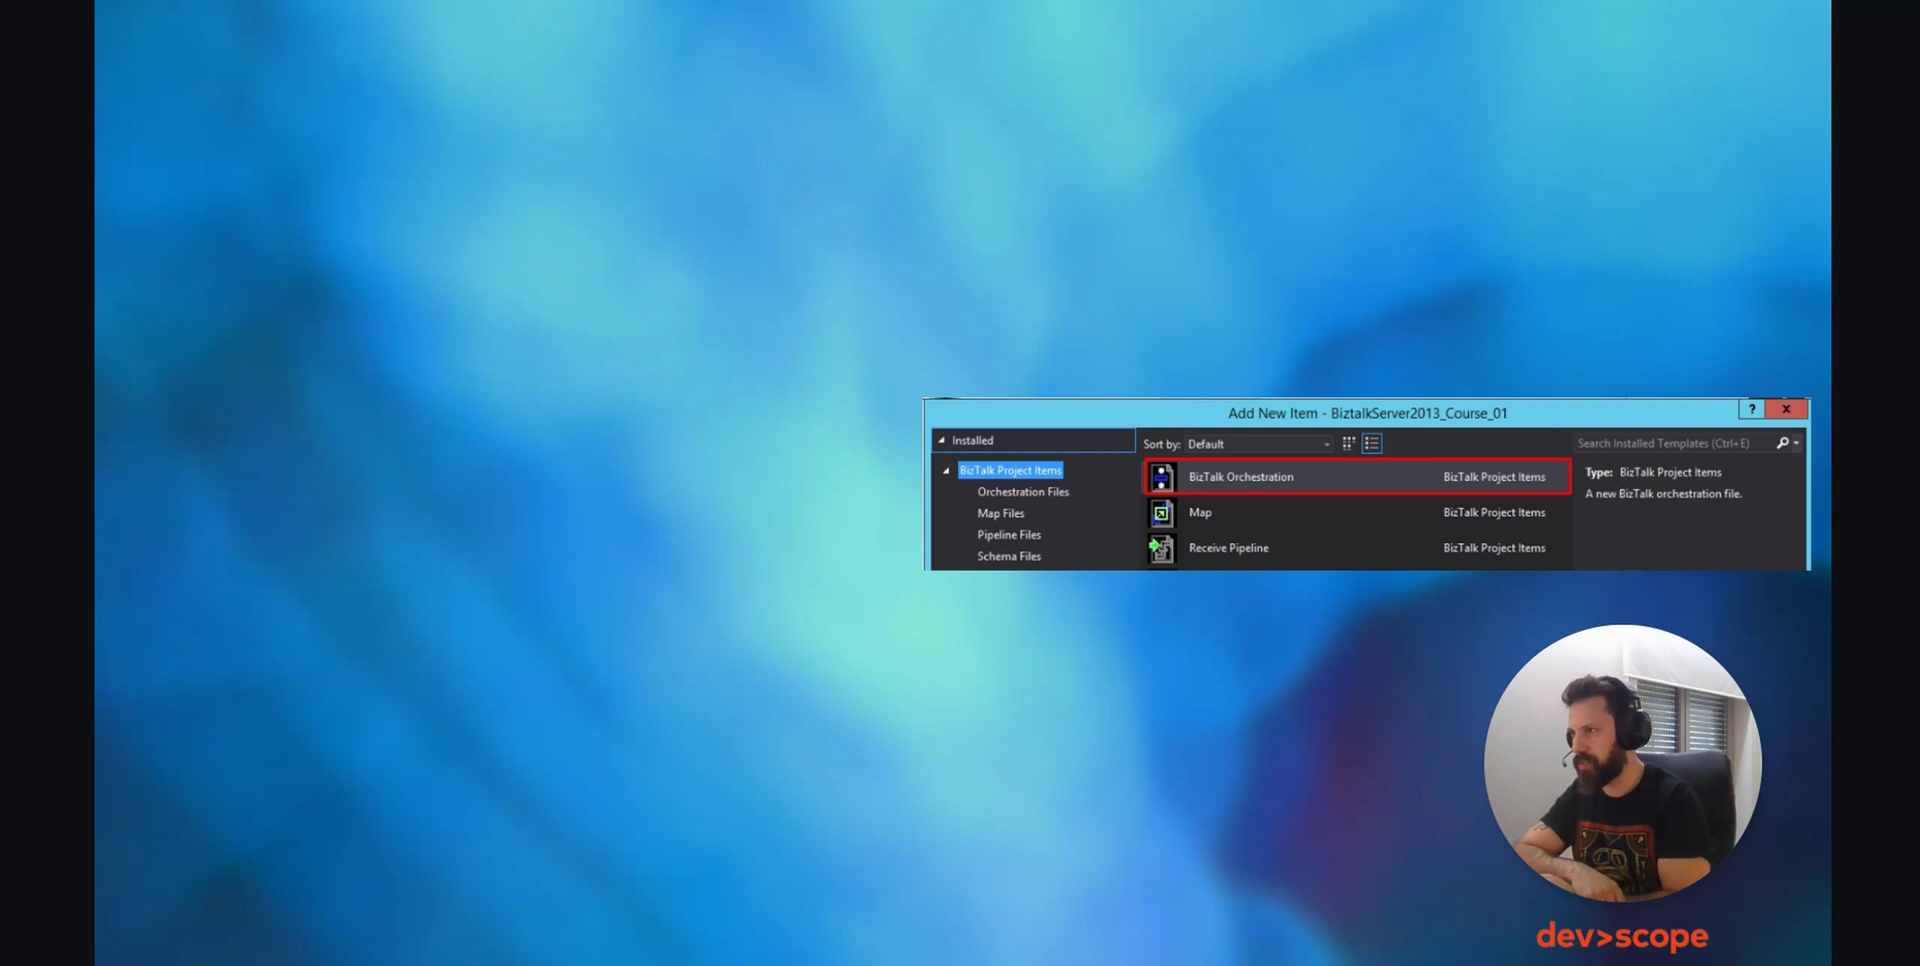 Add New Item - BiztalkServer2013_Course_01
?
x
Installed
Sort by: Default
Search Installed Templates (Ctrl+E)
BizTalk Project Items
Orchestration Files
Map Files
Pipeline Files
Schema Files
BizTalk Orchestration BizTalk Project Items
Map BizTalk Project Items
Receive Pipeline BizTalk Project Items
Type: BizTalk Project Items
A new BizTalk orchestration file.
dev>scope